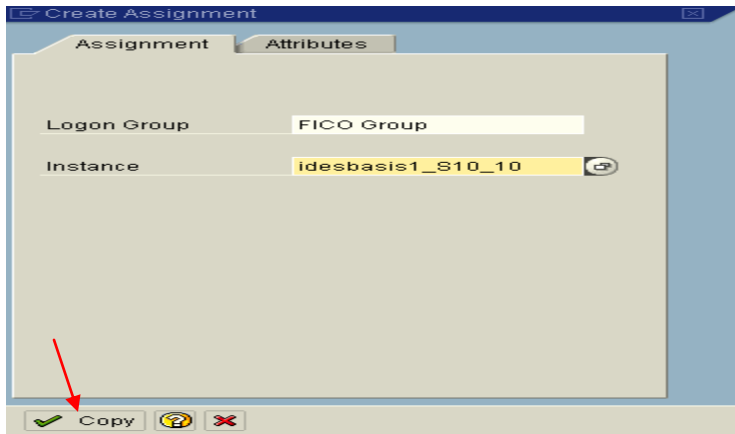 Create Assignment
Assignment Attributes
Logon Group FICO Group
Instance idesbasis1_S10_10
Copy